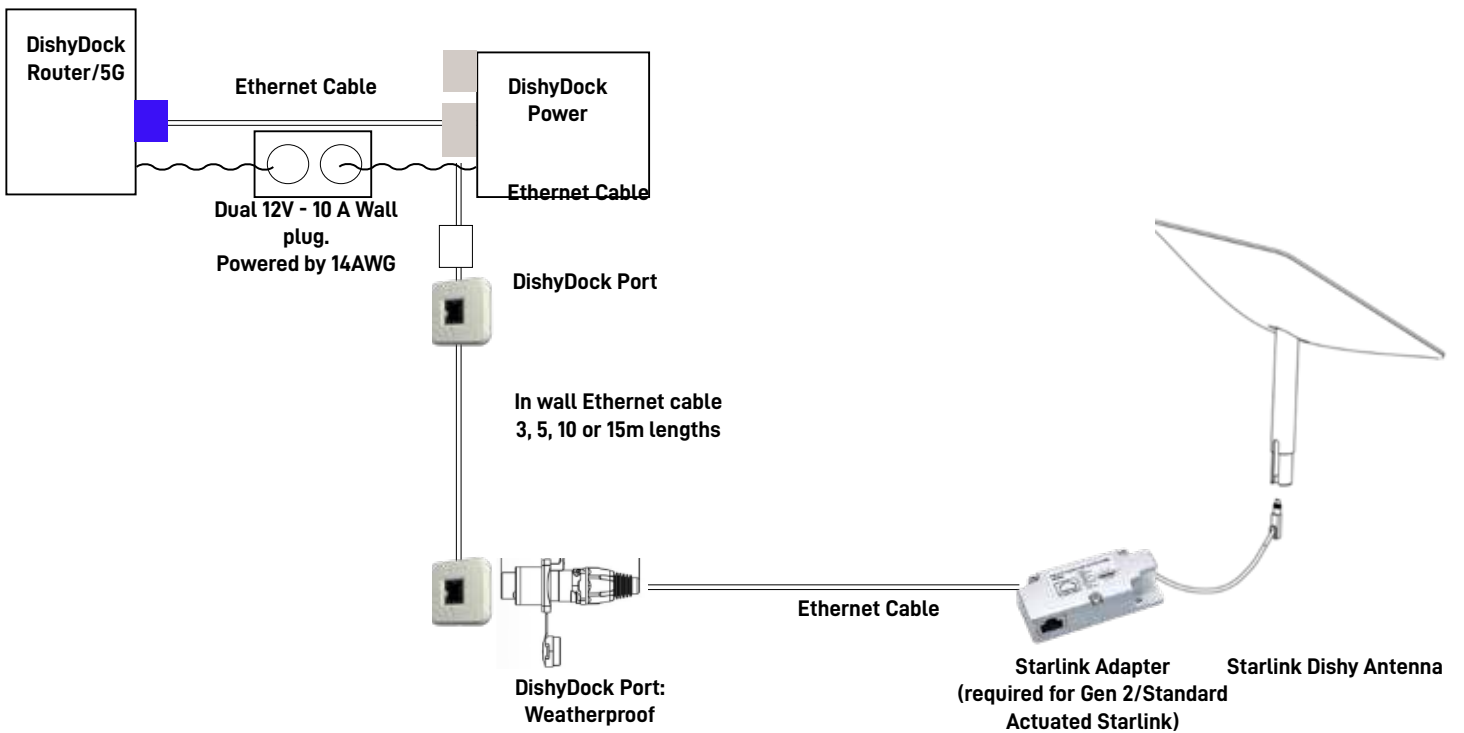 DishyDock
Router/5G
Ethernet Cable
DishyDock
Power
Ethernet Cable
Dual 12V - 10 A Wall
plug.
Powered by 14AWG
DishyDock Port
In wall Ethernet cable
3, 5, 10 or 15m lengths
Ethernet Cable
DishyDock Port:
Weatherproof
Starlink Adapter
(required for Gen 2/Standard
Actuated Starlink)
Starlink Dishy Antenna